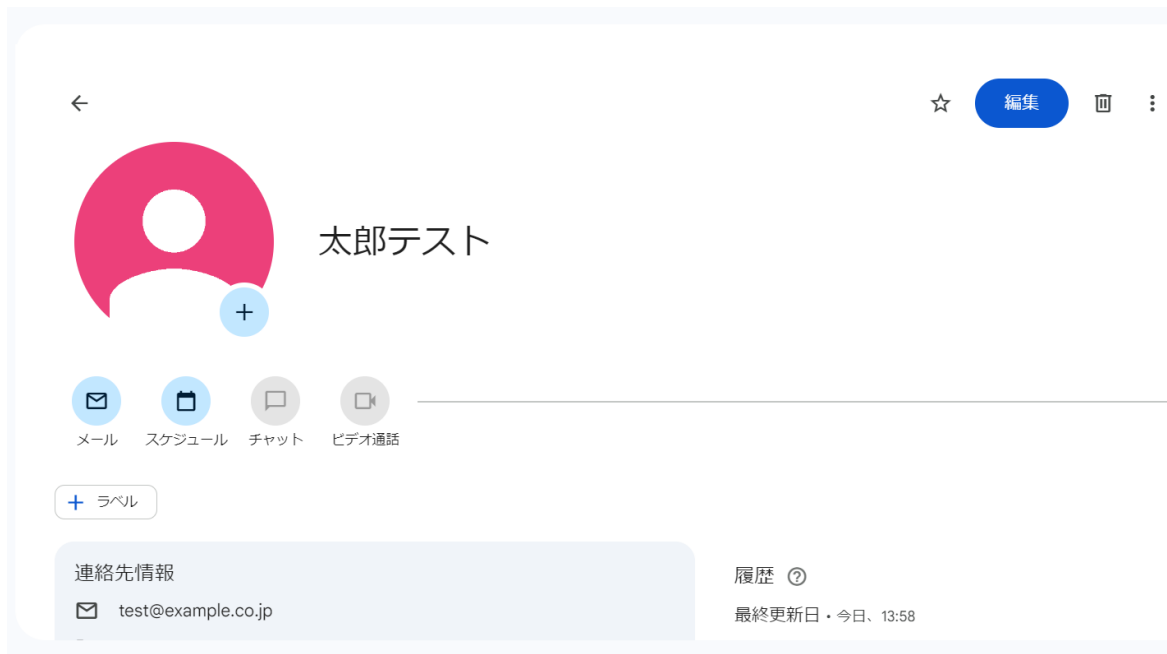 編集
太郎テスト
メール スケジュール チャット ビデオ通話
+ ラベル
連絡先情報
test@example.co.jp
履歴
最終更新日・今日、13:58